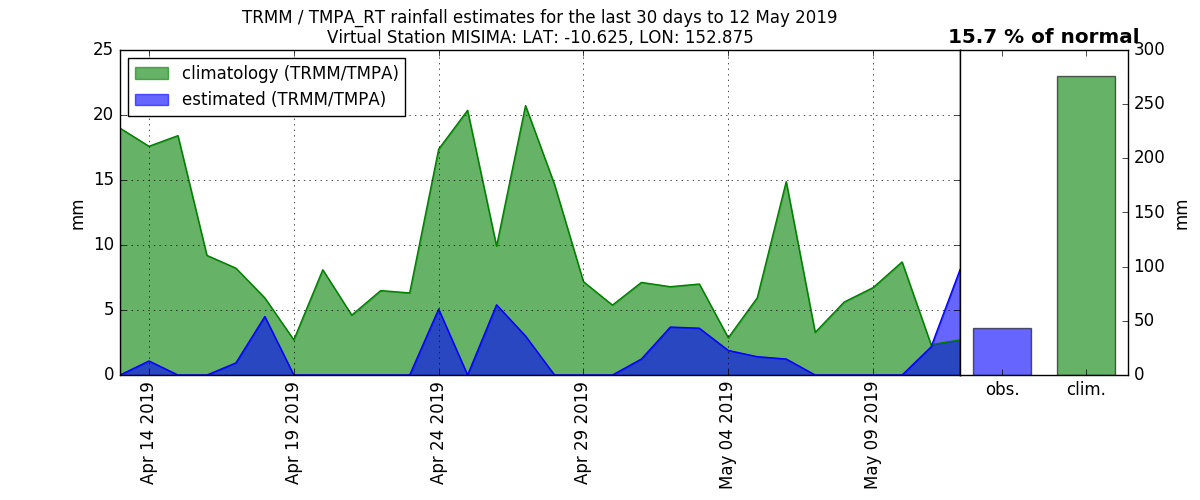 TRMM / TMPA_RT rainfall estimates for the last 30 days to 12 May 2019
Virtual Station MISIMA: LAT: -10.625, LON: 152.875
15.7 % of normal
climatology (TRMM/TMPA)
estimated (TRMM/TMPA)
25
20
15
10
5
0
mm
Apr 14 2019
Apr 19 2019
Apr 24 2019
Apr 29 2019
May 04 2019
May 09 2019
obs.
clim.
300
250
200
150
100
50
0
mm